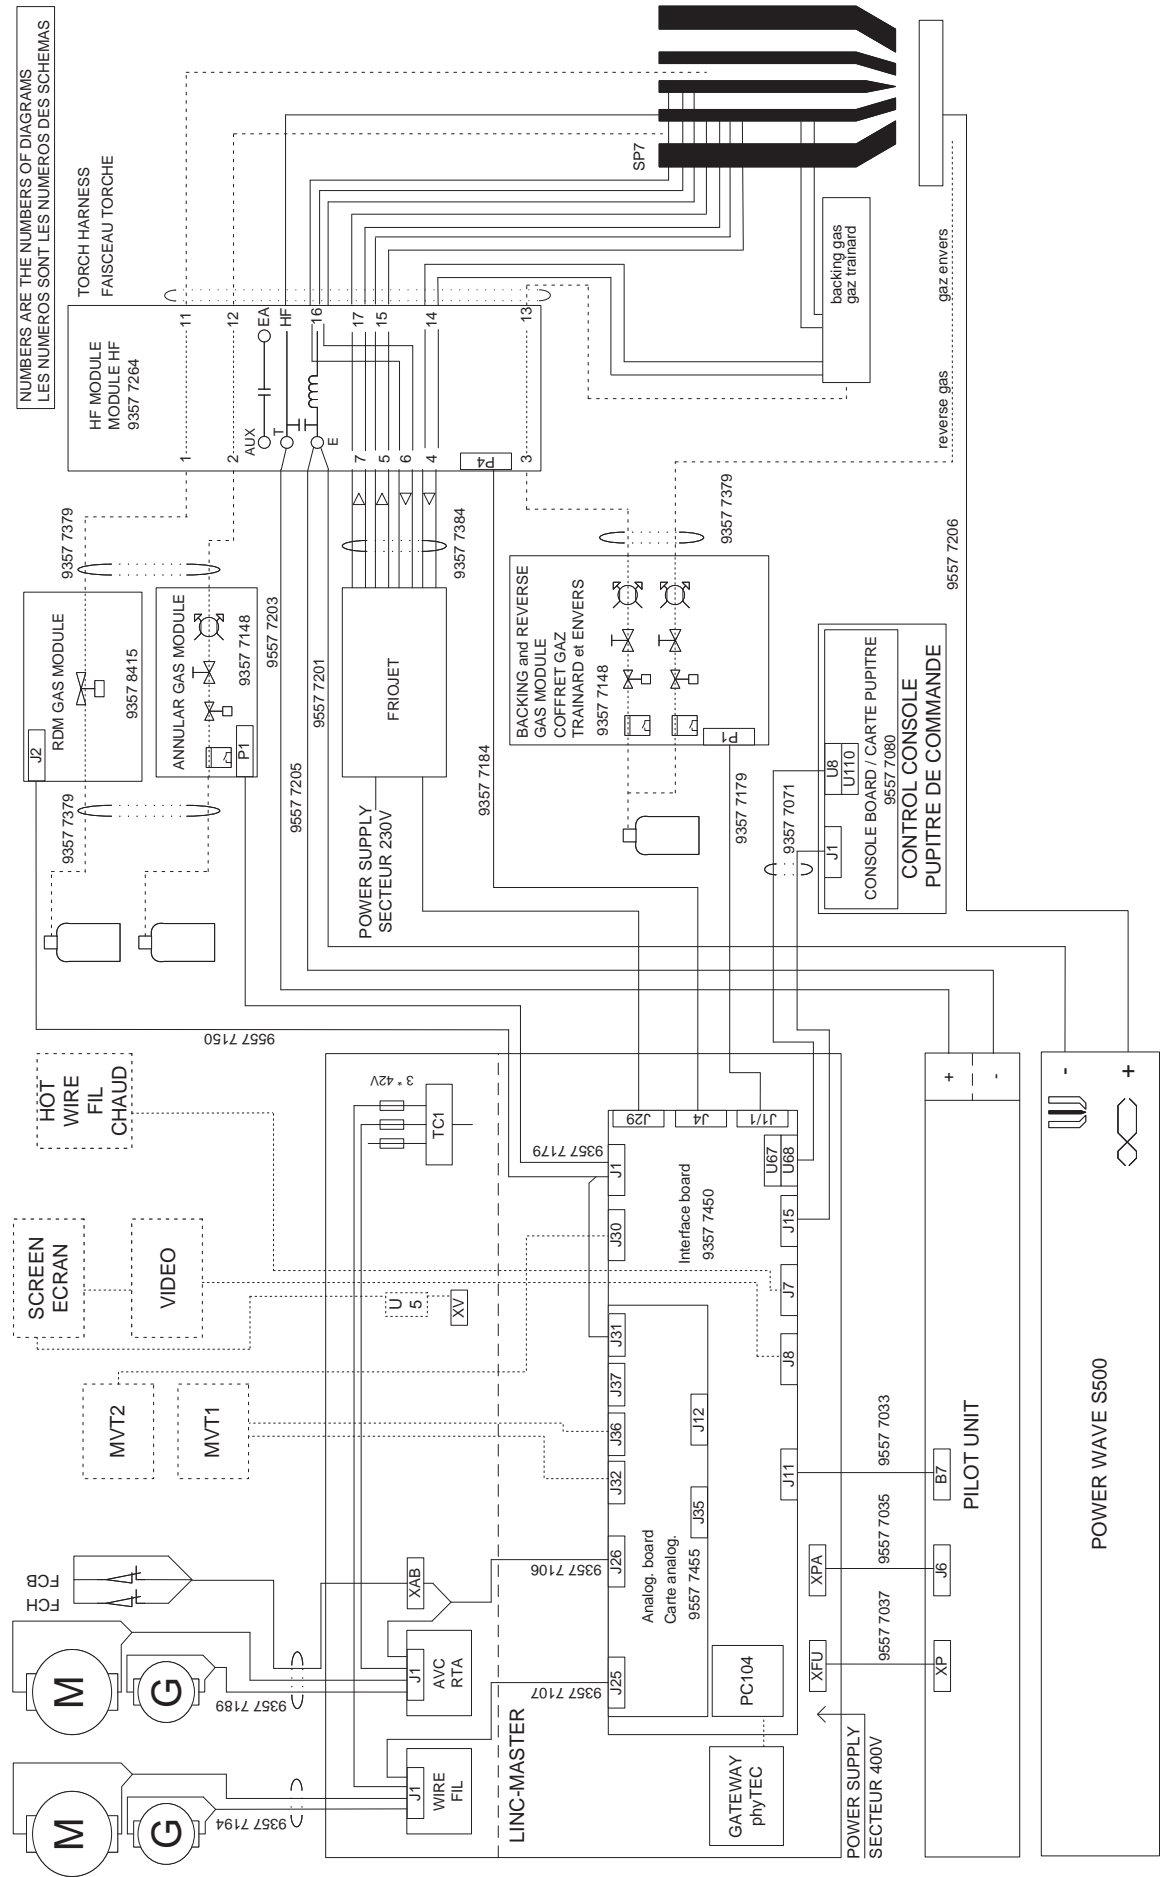 NUMBERS ARE THE NUMBERS OF DIAGRAMS
LES NUMEROS SONT LES NUMEROS DES SCHEMAS
TORCH HARNESS
FAISCEAU TORCHE
HF MODULE
MODULE HF
9357 7264
1
11
2
12
AUX
EA
T
HF
E
16
7
17
5
15
6
4
14
P4
3
13
SP7
backing gas
gaz trainard
reverse gas
gaz envers
9557 7206
9357 7379
J2
RDM GAS MODULE
9357 8415
9357 7379
ANNULAR GAS MODULE
9357 7148
P1
9557 7203
9557 7201
9557 7205
FRIOJET
9357 7384
POWER SUPPLY
SECTEUR 230V
9357 7184
BACKING and REVERSE
GAS MODULE
COFFRET GAZ
TRAINARD et ENVERS
9357 7148
P1
9357 7379
9357 7179
9357 7071
U8
U110
J1
CONSOLE BOARD / CARTE PUPITRE
9557 7080
CONTROL CONSOLE
PUPITRE DE COMMANDE
9557 7150
HOT
WIRE
FIL
CHAUD
SCREEN
ECRAN
VIDEO
MVT2
MVT1
FCB
FCH
M
G
9357 7189
M
G
9357 7194
3 * 42V
TC1
U
5
XV
XAB
J1
AVC
RTA
J1
WIRE
FIL
LINC-MASTER
9357 7179
9357 7106
9357 7107
J29
J4
J1/1
J1
J30
J31
J37
J36
J32
J26
J25
U67
U68
J15
J7
J8
J11
J12
J35
Interface board
9357 7450
Analog. board
Carte analog.
9557 7455
PC104
GATEWAY
phyTEC
XPA
XFU
POWER SUPPLY
SECTEUR 400V
9557 7033
9557 7035
9557 7037
B7
J6
XP
PILOT UNIT
+
-
POWER WAVE S500
-
+